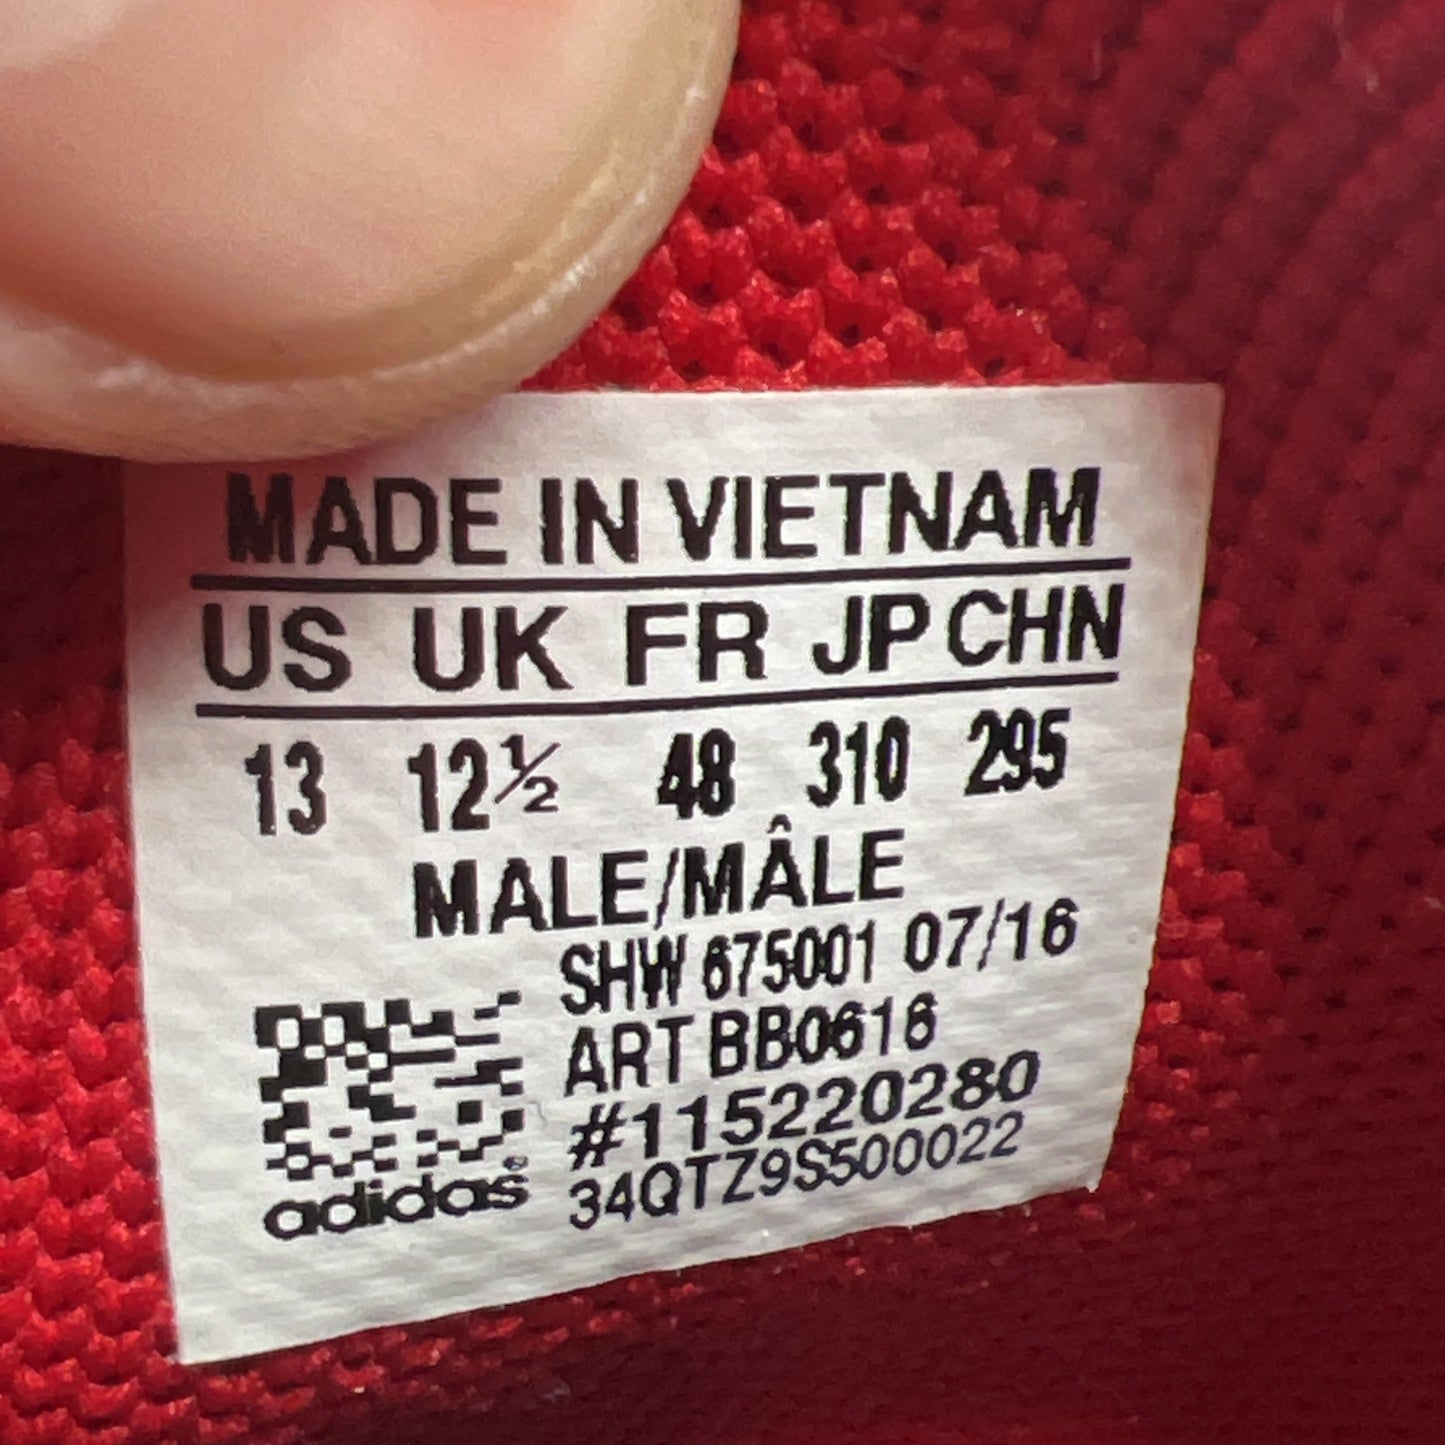 MADE IN VIETNAM
US UK FR JP CHN
13 12½ 48 310 295
MALE/MÂLE
SHW 675001 07/16
ART BB0616
#115220280
34QTZ9S500022
adidas®